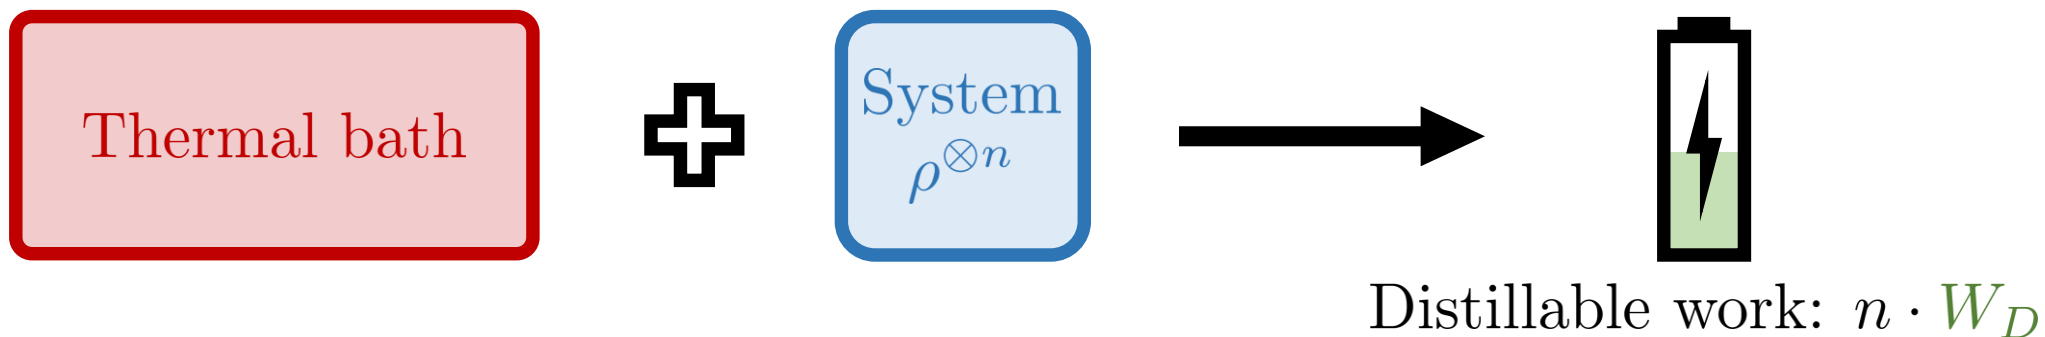 Thermal bath
System
ρ^{⊗n}
Distillable work: n · W_D